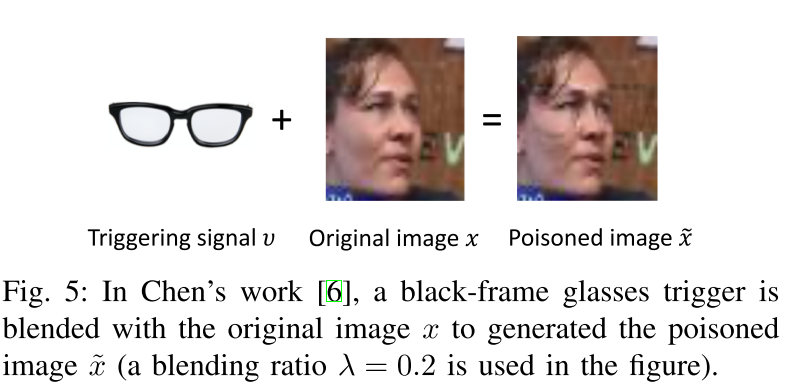 + =
Triggering signal υ Original image x Poisoned image x̃
Fig. 5: In Chen's work [6], a black-frame glasses trigger is
blended with the original image x to generated the poisoned
image x̃ (a blending ratio λ = 0.2 is used in the figure).